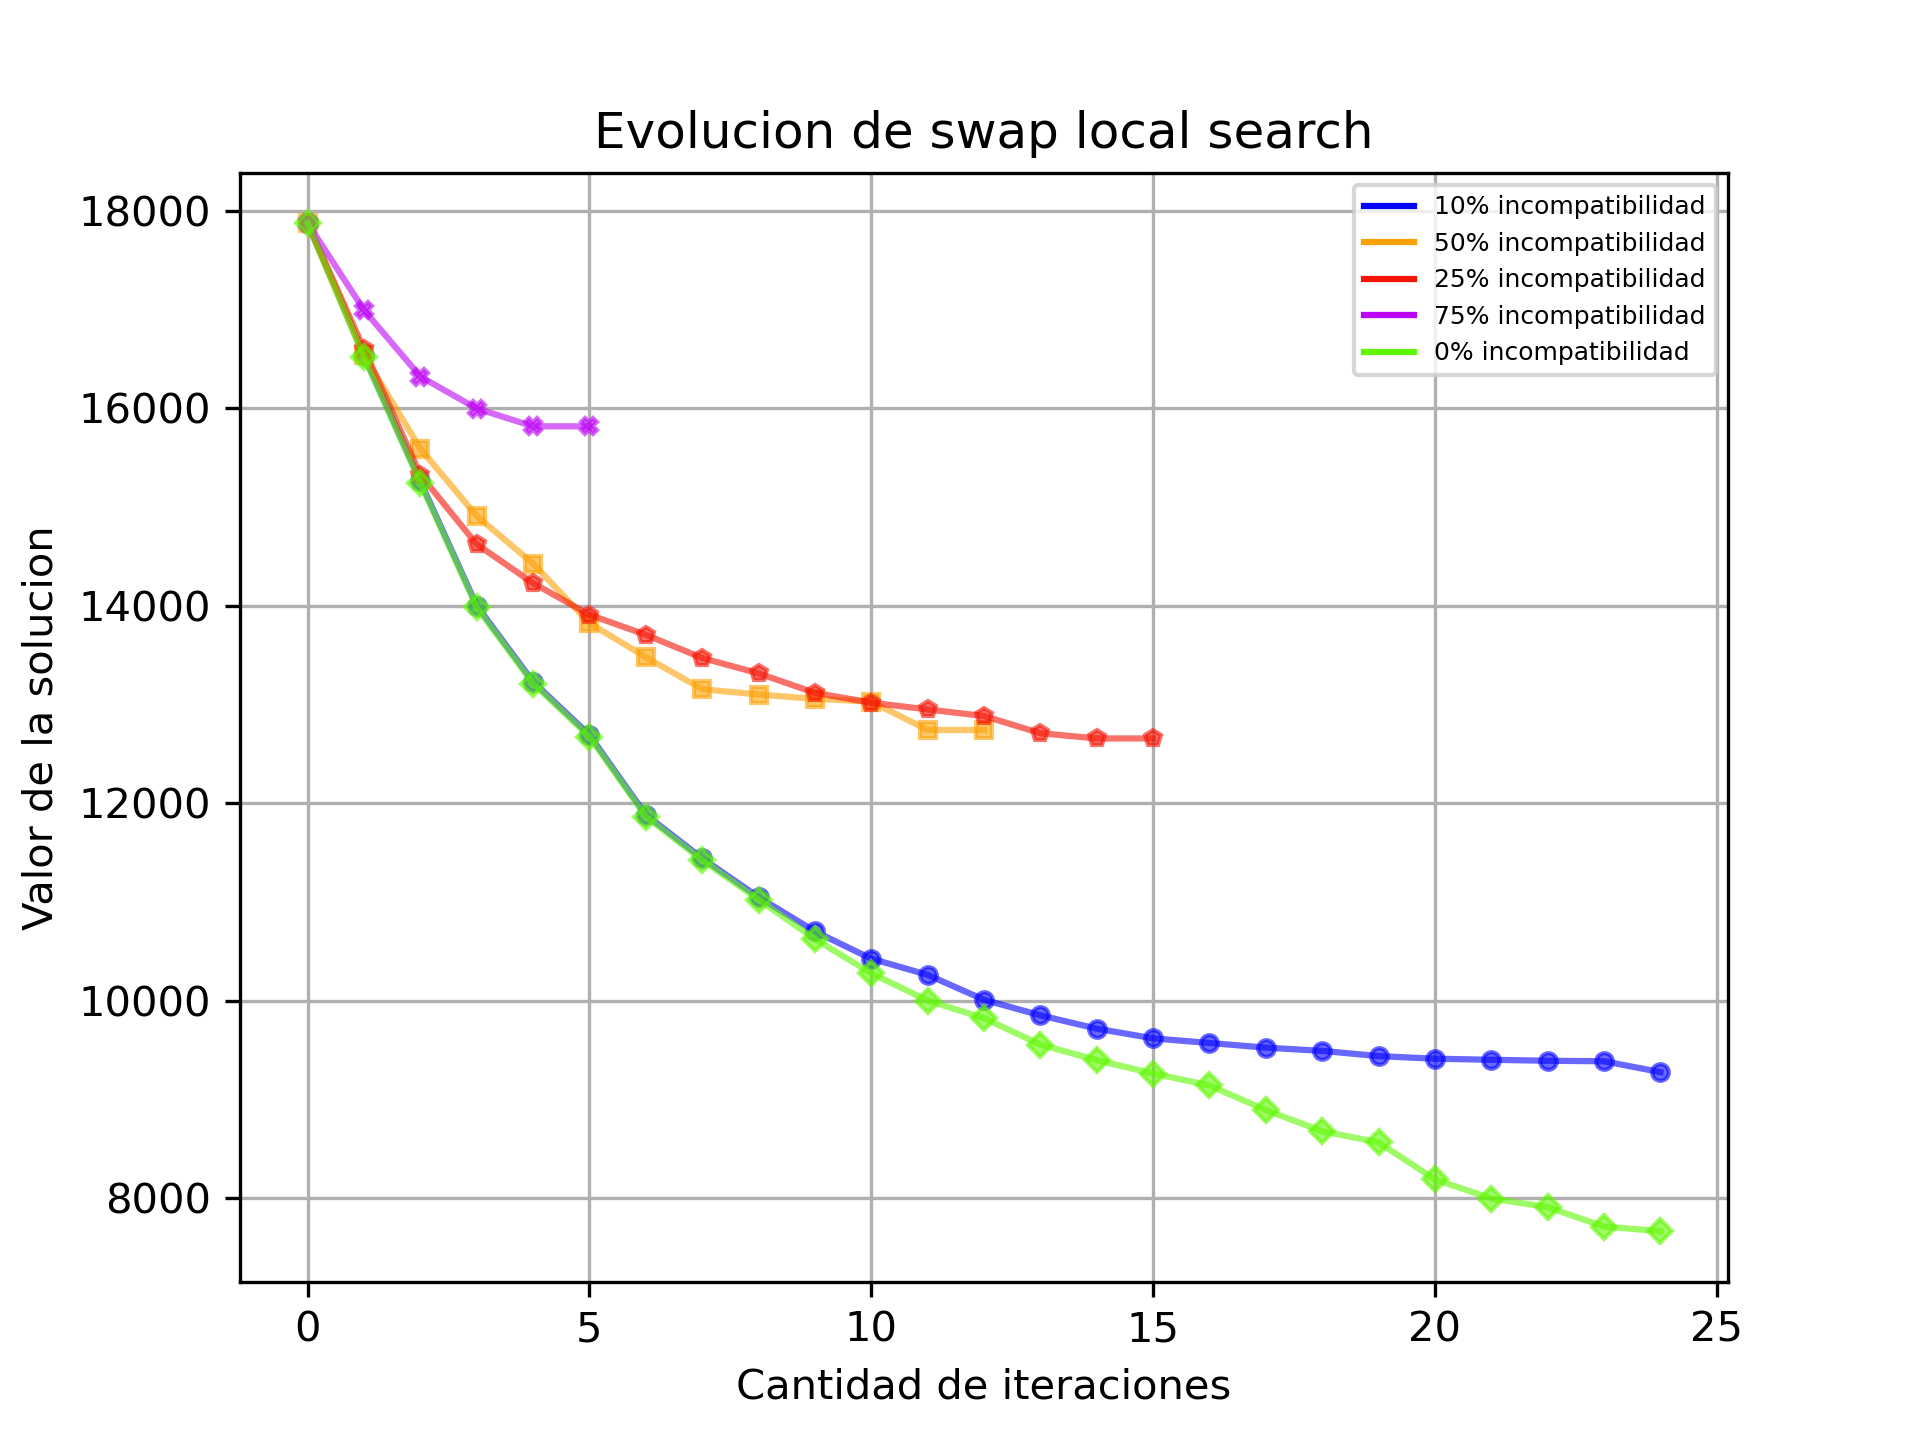 Evolucion de swap local search
10% incompatibilidad
50% incompatibilidad
25% incompatibilidad
75% incompatibilidad
0% incompatibilidad
Valor de la solucion
18000
16000
14000
12000
10000
8000
0 5 10 15 20 25
Cantidad de iteraciones